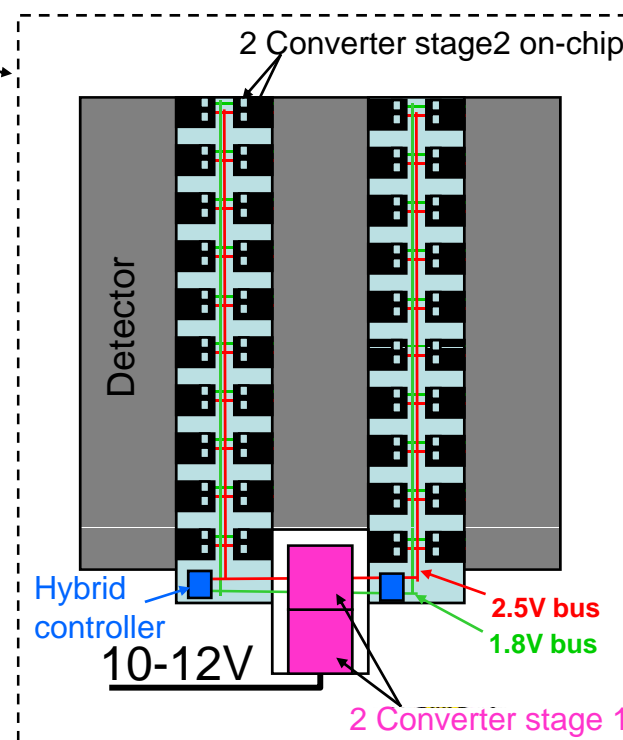 2 Converter stage2 on-chip
Detector
Hybrid
controller
2.5V bus
1.8V bus
10-12V
2 Converter stage 1